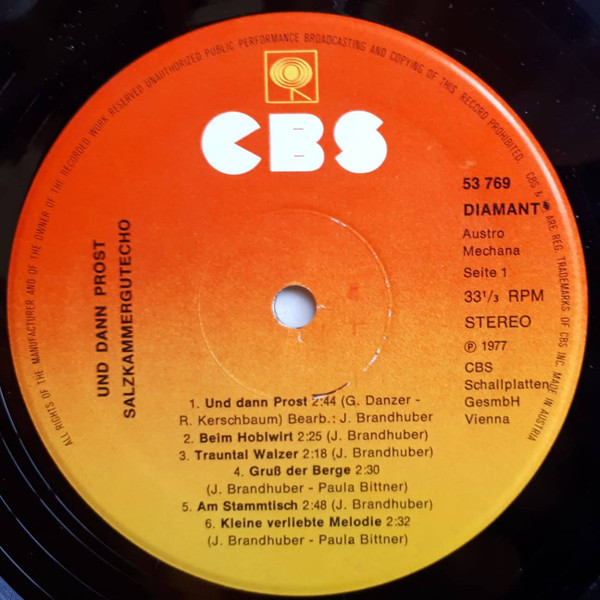 ALL RIGHTS OF THE MANUFACTURER AND OF THE OWNER OF THE RECORDED WORK RESERVED UNAUTHORIZED PUBLIC PERFORMANCE BROADCASTING AND COPYING OF THIS RECORD PROHIBITED. CBS & ARE REG. TRADEMARKS OF CBS INC. MADE IN AUSTRIA
CBS
UND DANN PROST
SALZKAMMERGUTECHO
53 769
DIAMANT
Austro
Mechana
Seite 1
33 1/3 RPM
STEREO
℗ 1977
CBS
Schallplatten
GesmbH
Vienna
1. Und dann Prost 2:44 (G. Danzer -
R. Kerschbaum) Bearb.: J. Brandhuber
2. Beim Hoblwirt 2:25 (J. Brandhuber)
3. Trauntal Walzer 2:18 (J. Brandhuber)
4. Gruß der Berge 2:30
(J. Brandhuber - Paula Bittner)
5. Am Stammtisch 2:48 (J. Brandhuber)
6. Kleine verliebte Melodie 2:32
(J. Brandhuber - Paula Bittner)